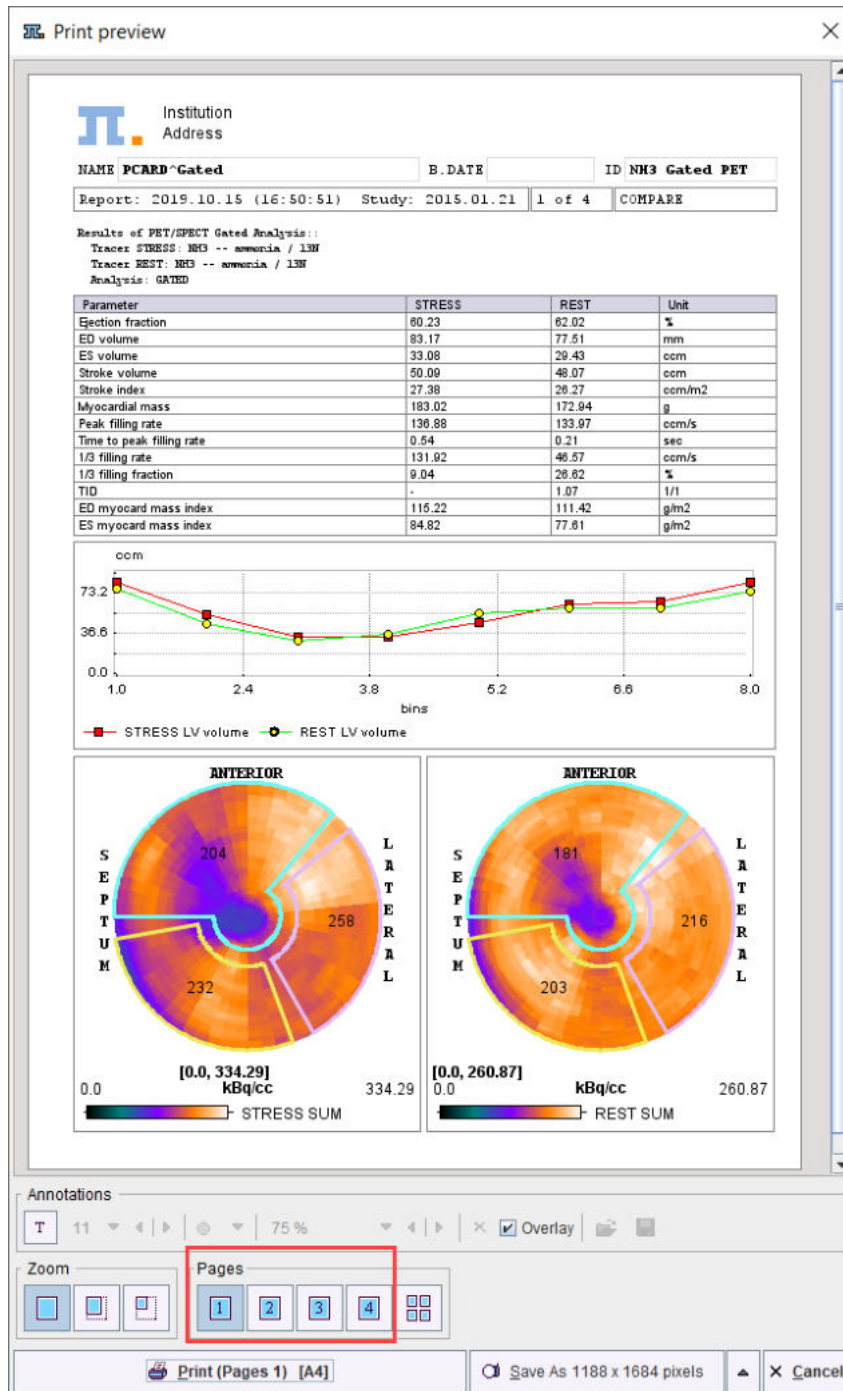 Print preview
Institution
Address
NAME PCARD^Gated B.DATE ID NH3 Gated PET
Report: 2019.10.15 (16:50:51) Study: 2015.01.21 1 of 4 COMPARE
Results of PET/SPECT Gated Analysis::
Tracer STRESS: NH3 -- ammonia / 13N
Tracer REST: NH3 -- ammonia / 13N
Analysis: GATED
Parameter STRESS REST Unit
Ejection fraction 60.23 62.02 %
ED volume 83.17 77.51 mm
ES volume 33.08 29.43 ccm
Stroke volume 50.09 48.07 ccm
Stroke index 27.38 26.27 ccm/m2
Myocardial mass 183.02 172.94 g
Peak filling rate 136.88 133.97 ccm/s
Time to peak filling rate 0.54 0.21 sec
1/3 filling rate 131.92 46.57 ccm/s
1/3 filling fraction 9.04 26.62 %
TID - 1.07 1/1
ED myocard mass index 115.22 111.42 g/m2
ES myocard mass index 84.82 77.61 g/m2
ccm
73.2
36.6
0.0
1.0 2.4 3.8 5.2 6.6 8.0
bins
STRESS LV volume REST LV volume
ANTERIOR
SEPTUM
LATERAL
204
258
232
[0.0, 334.29]
0.0 kBq/cc 334.29
STRESS SUM
ANTERIOR
SEPTUM
LATERAL
181
216
203
[0.0, 260.87]
0.0 kBq/cc 260.87
REST SUM
Annotations
T 11 75 % Overlay
Zoom Pages
1 2 3 4
Print (Pages 1) [A4] Save As 1188 x 1684 pixels Cancel